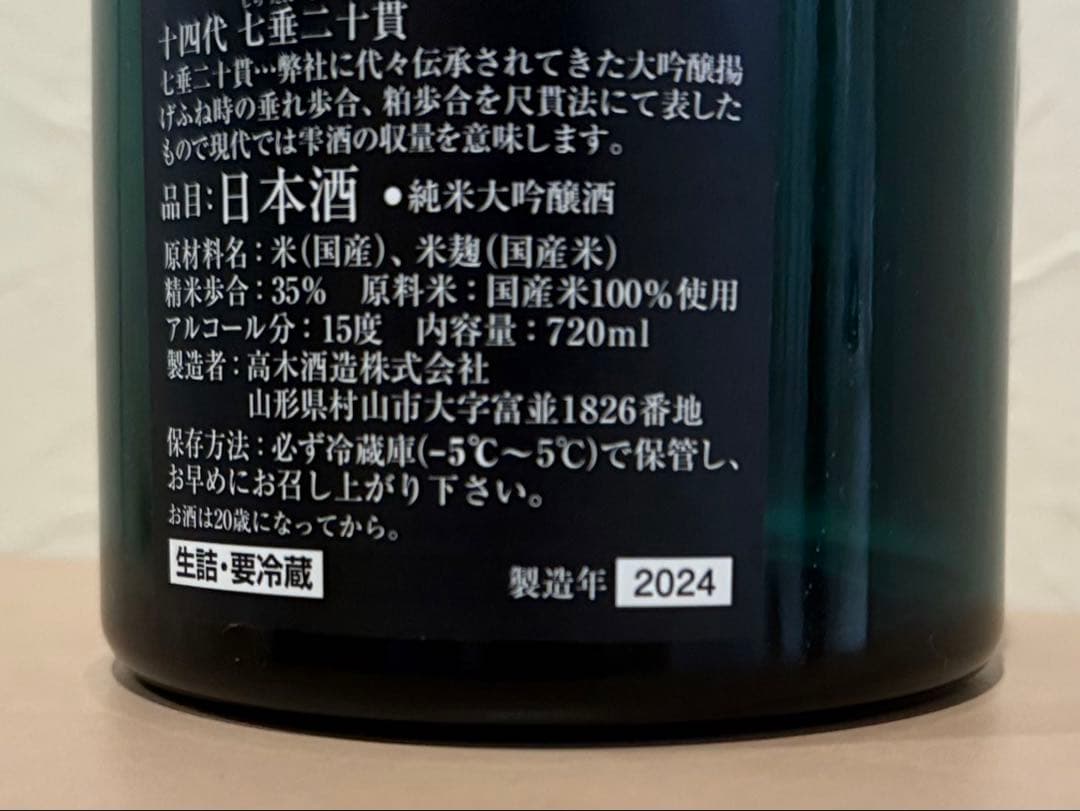 十四代 七垂二十貫
七垂二十貫…弊社に代々伝承されてきた大吟醸揚
げふね時の垂れ歩合、粕歩合を尺貫法にて表した
もので現代では雫酒の収量を意味します。
品目:日本酒 ●純米大吟醸酒
原材料名：米(国産)、米麹(国産米)
精米歩合：35% 原料米：国産米100%使用
アルコール分：15度 内容量：720ml
製造者：高木酒造株式会社
山形県村山市大字富並1826番地
保存方法：必ず冷蔵庫(-5℃〜5℃)で保管し、
お早めにお召し上がり下さい。
お酒は20歳になってから。
生詰・要冷蔵 製造年 2024